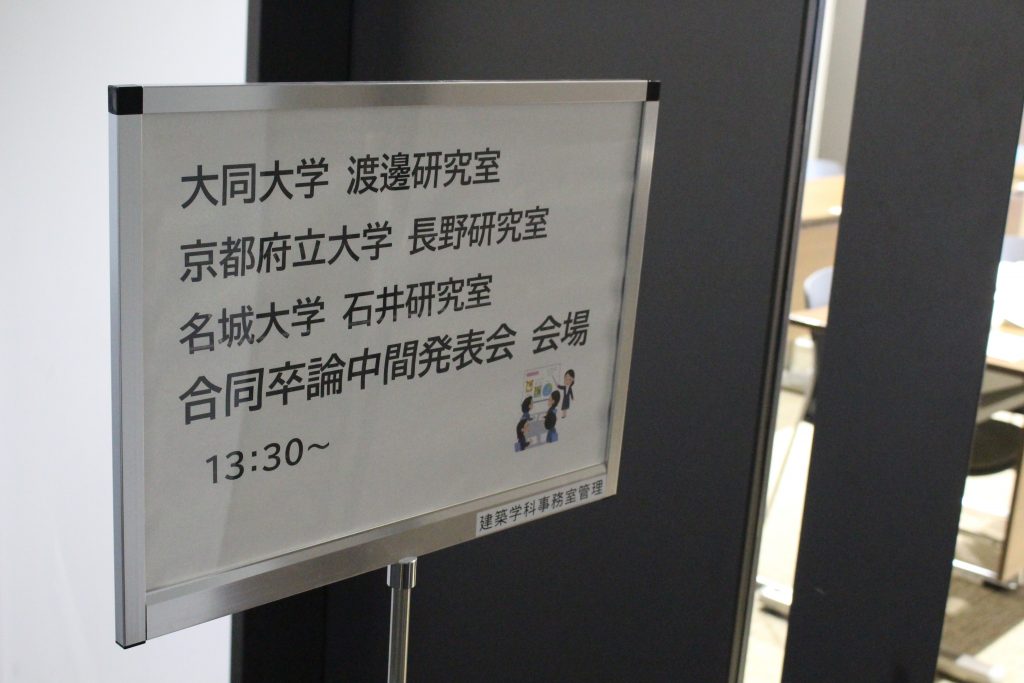 大同大学 渡邊研究室
京都府立大学 長野研究室
名城大学 石井研究室
合同卒論中間発表会 会場
13:30~
建築学科事務室管理